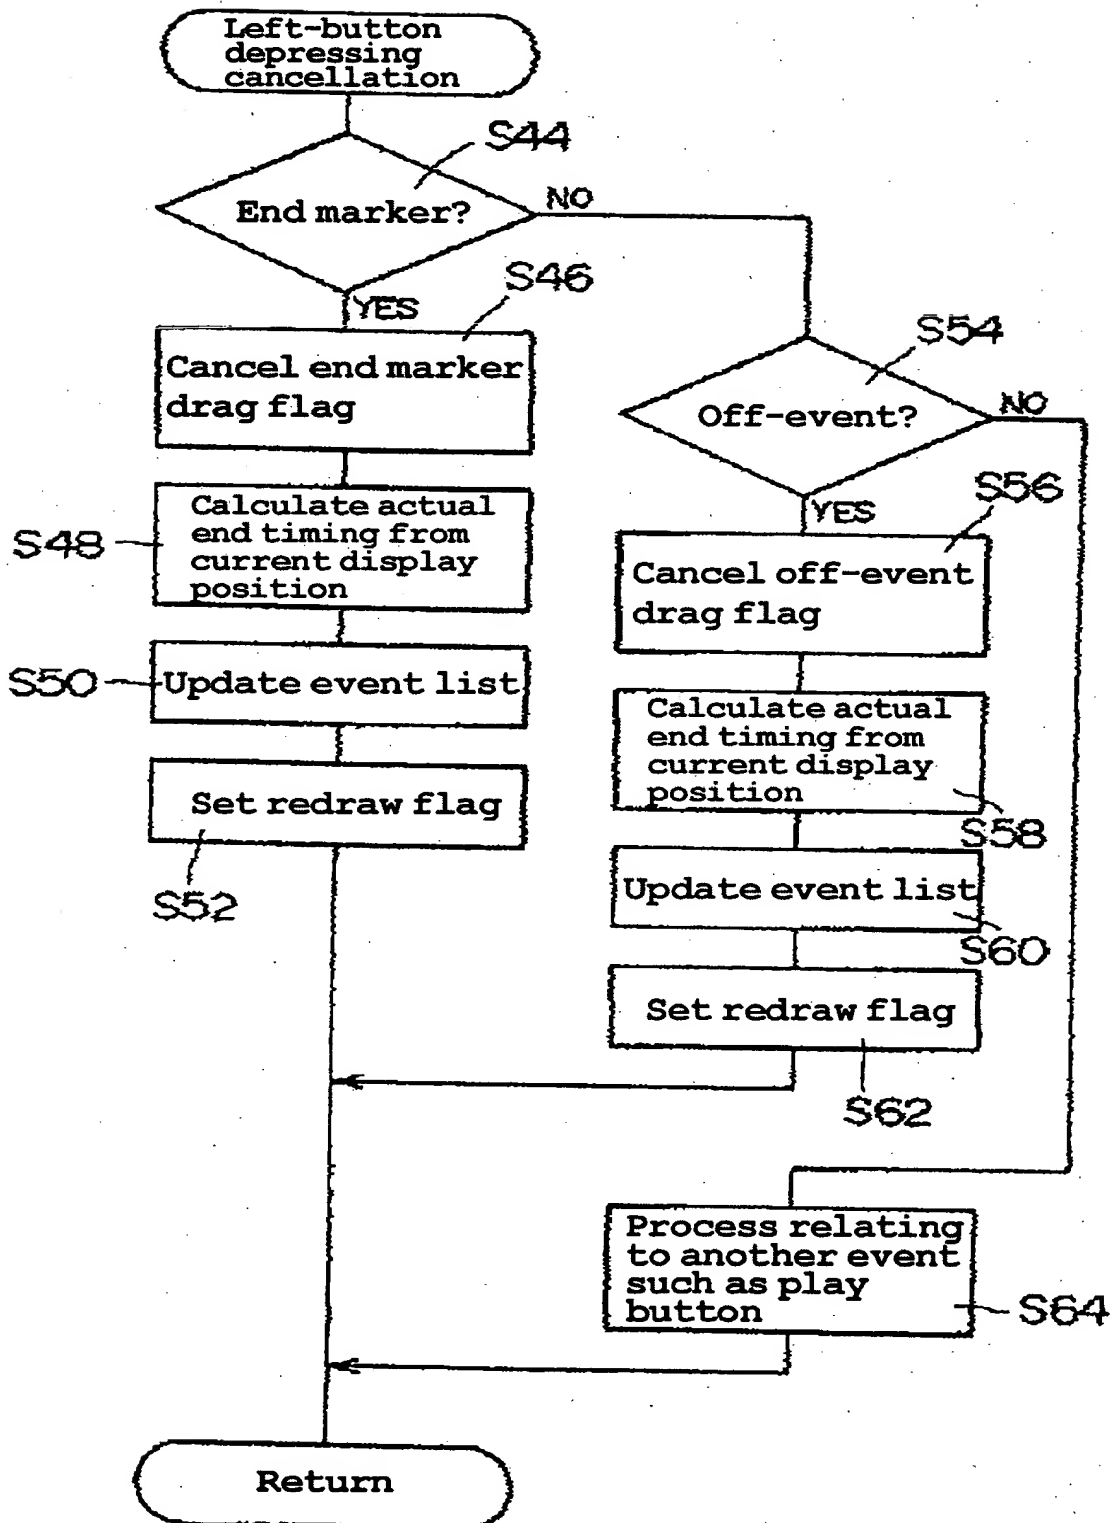 Left-button
depressing
cancellation
S44
End marker?
NO
YES
S46
Cancel end marker
drag flag
S48
Calculate actual
end timing from
current display
position
S50
Update event list
Set redraw flag
S52
S54
Off-event?
NO
YES
S56
Cancel off-event
drag flag
Calculate actual
end timing from
current display
position
S58
Update event list
S60
Set redraw flag
S62
Process relating
to another event
such as play
button
S64
Return